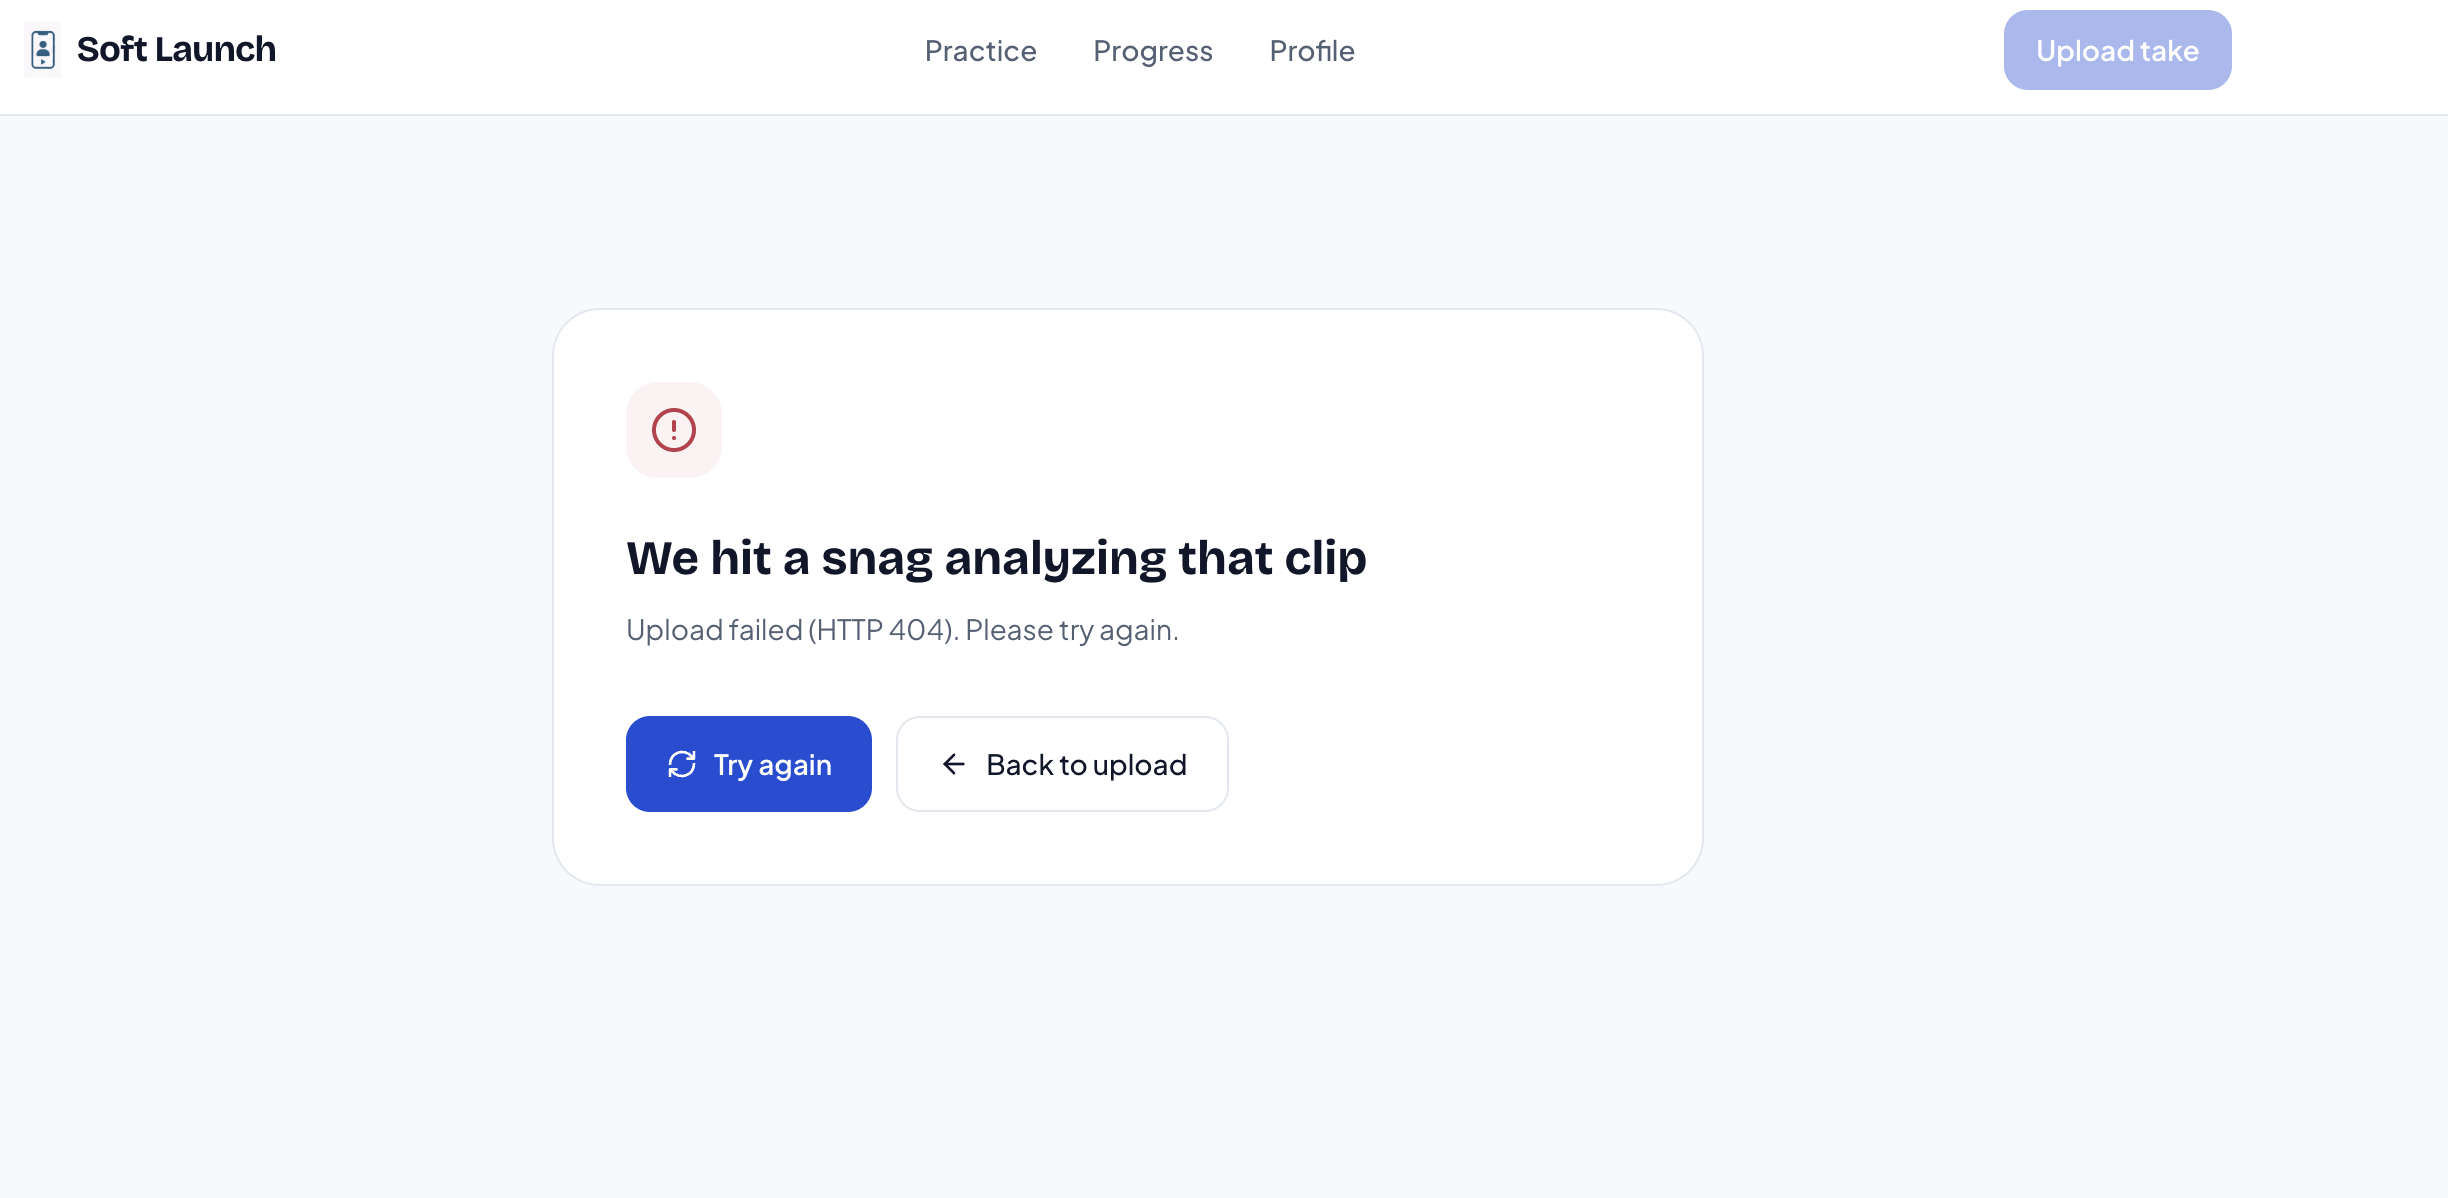 Soft Launch
Practice
Progress
Profile
Upload take
We hit a snag analyzing that clip
Upload failed (HTTP 404). Please try again.
Try again
Back to upload